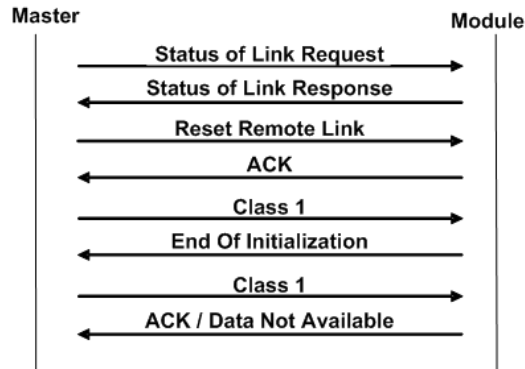 Master
Module
Status of Link Request
Status of Link Response
Reset Remote Link
ACK
Class 1
End Of Initialization
Class 1
ACK / Data Not Available